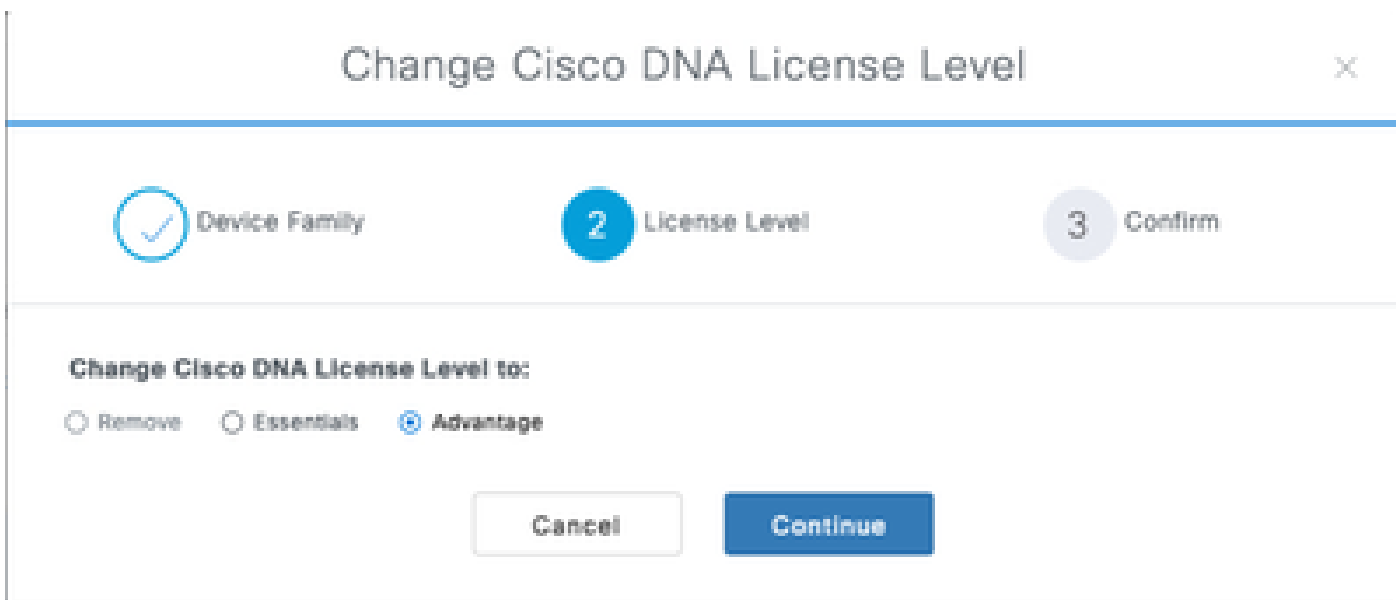 Change Cisco DNA License Level
Device Family
2 License Level
3 Confirm
Change Cisco DNA License Level to:
Remove Essentials Advantage
Cancel Continue